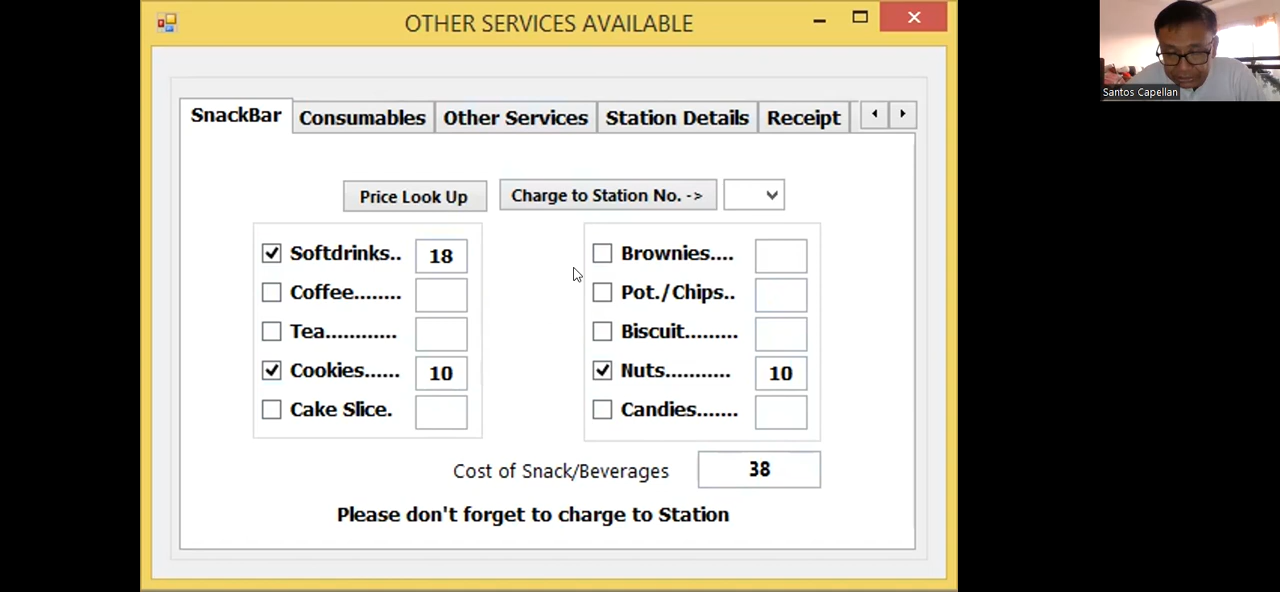 OTHER SERVICES AVAILABLE
Santos Capellan
SnackBar Consumables Other Services Station Details Receipt
Price Look Up Charge to Station No. ->
Softdrinks.. 18 Brownies....
Coffee........ Pot./Chips..
Tea............ Biscuit.........
Cookies...... 10 Nuts........... 10
Cake Slice. Candies.......
Cost of Snack/Beverages 38
Please don't forget to charge to Station